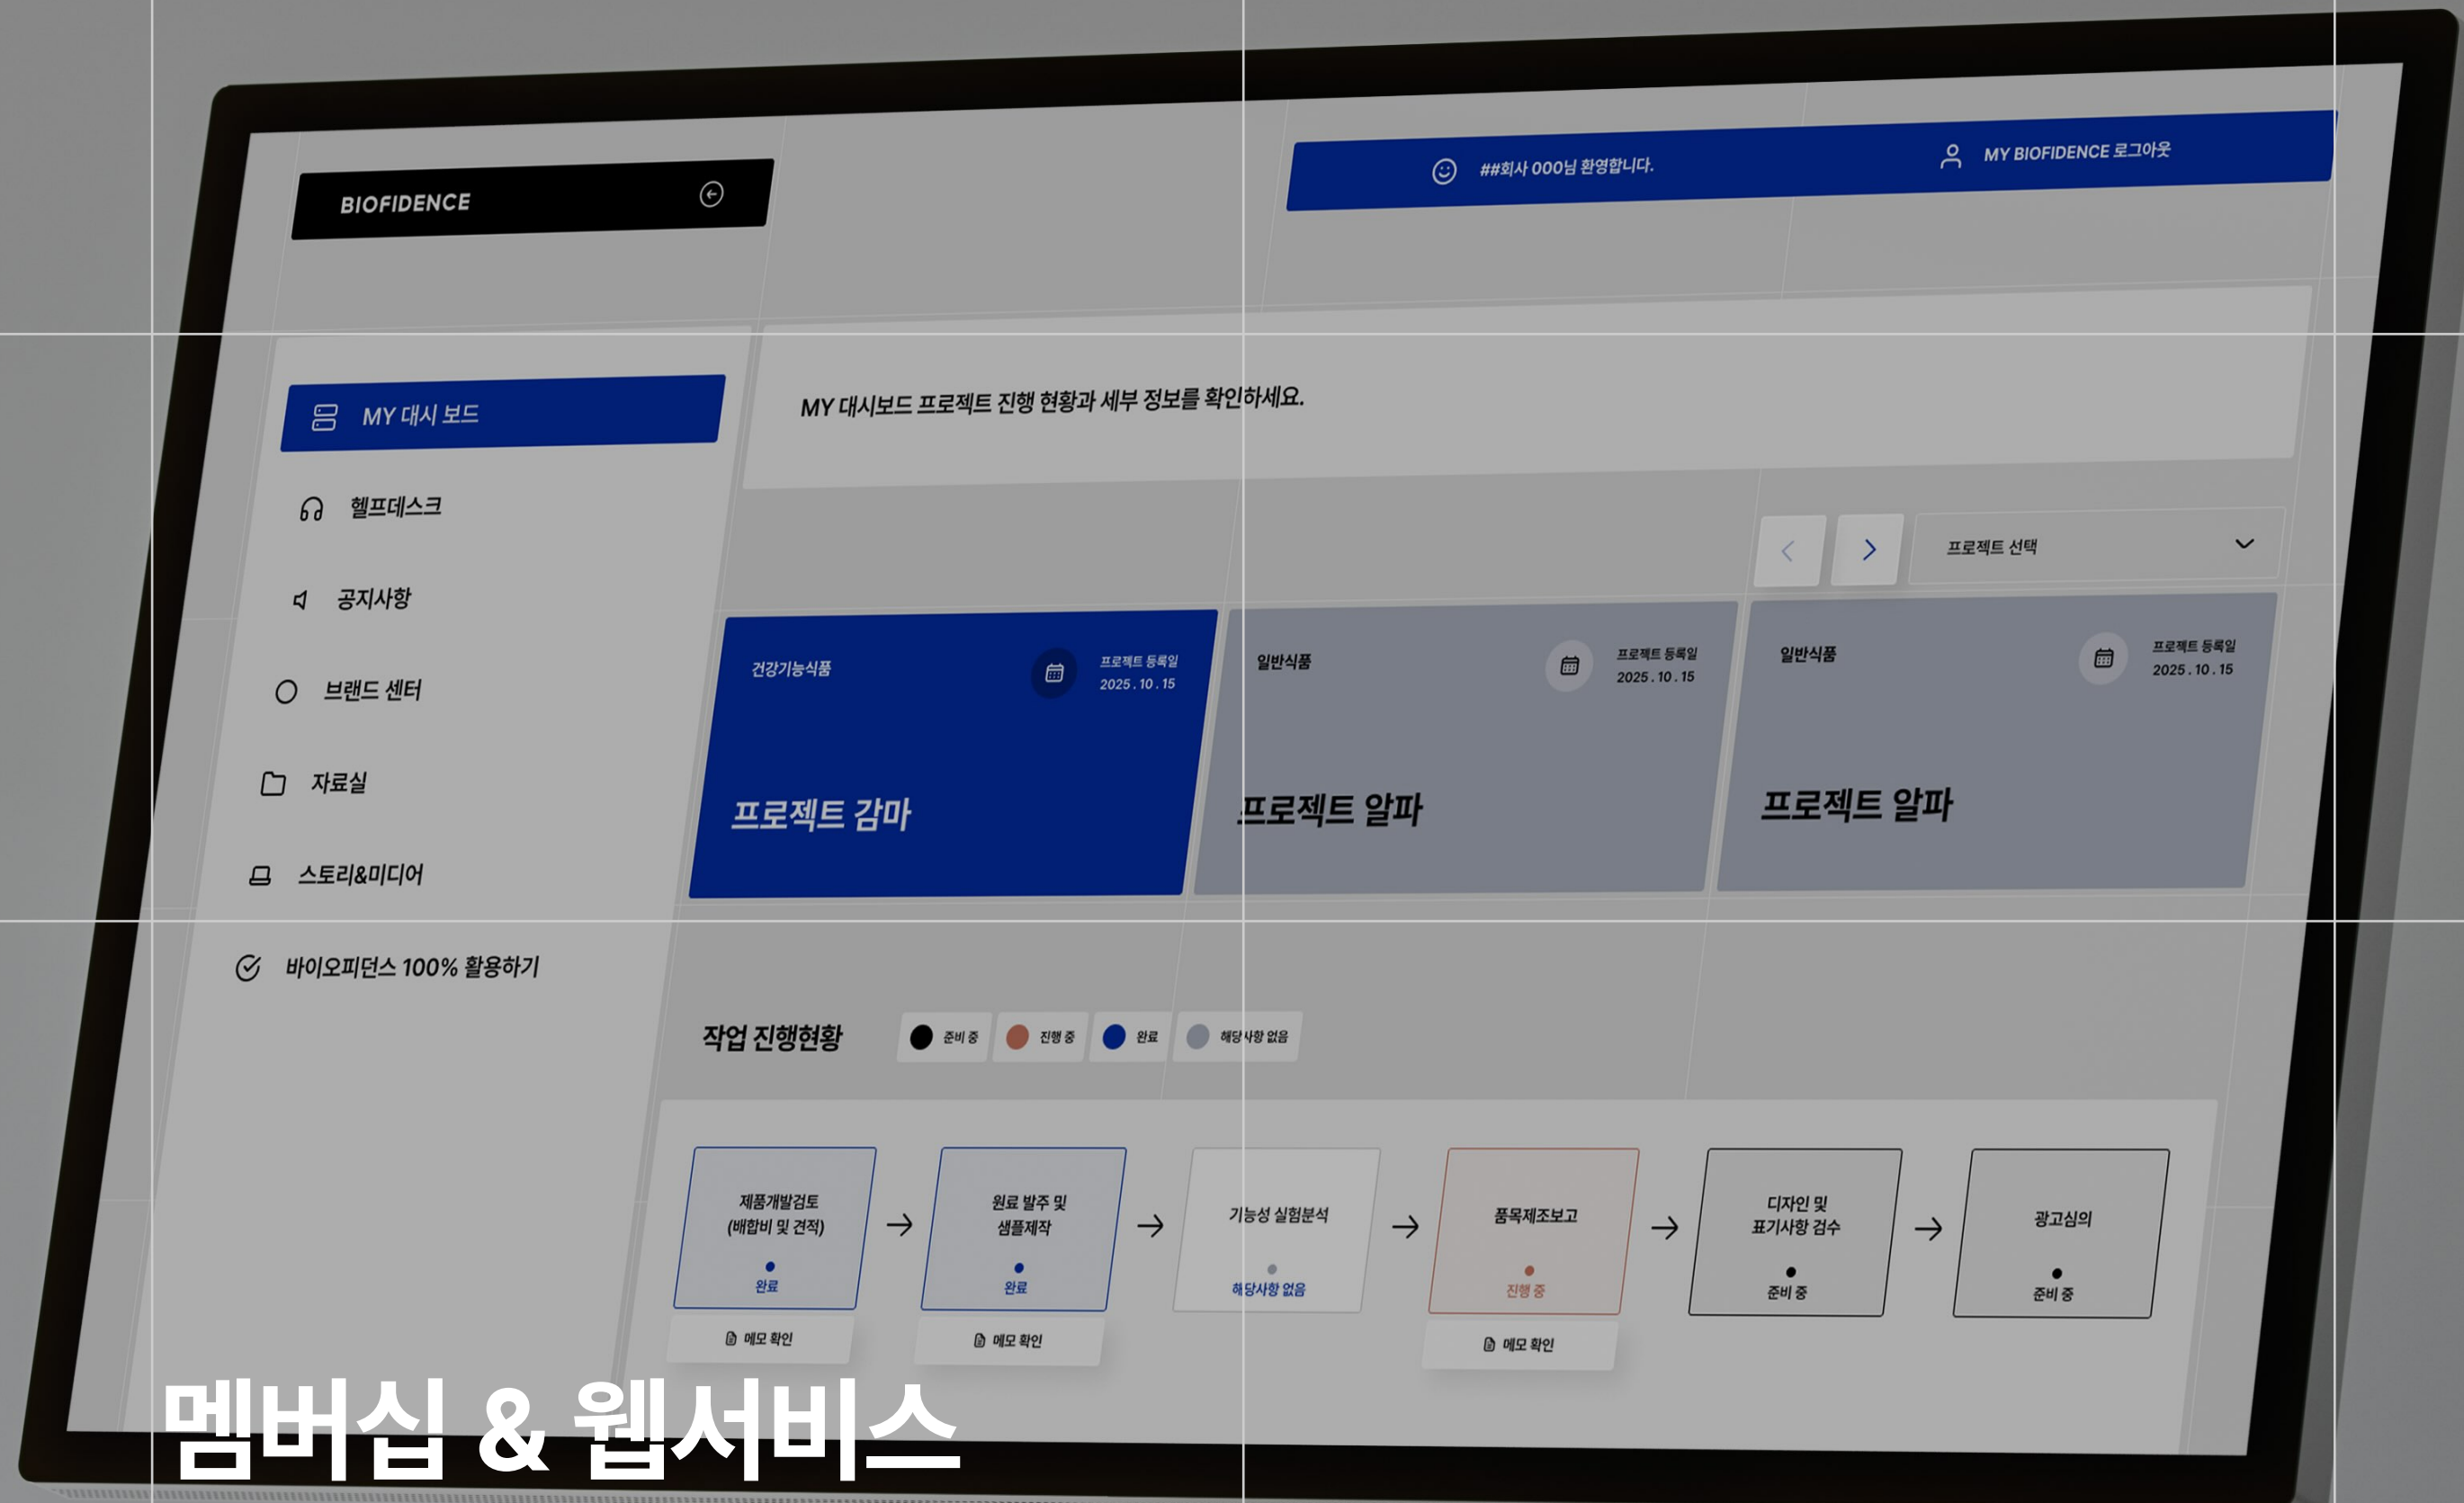 BIOFIDENCE
##회사 000님 환영합니다.
MY BIOFIDENCE 로그아웃
MY 대시 보드
헬프데스크
공지사항
브랜드 센터
자료실
스토리&미디어
바이오피던스 100% 활용하기
MY 대시보드 프로젝트 진행 현황과 세부 정보를 확인하세요.
프로젝트 선택
건강기능식품
프로젝트 등록일
2025 . 10 . 15
프로젝트 감마
일반식품
프로젝트 등록일
2025 . 10 . 15
프로젝트 알파
일반식품
프로젝트 등록일
2025 . 10 . 15
프로젝트 알파
작업 진행현황
준비 중
진행 중
완료
해당사항 없음
제품개발검토
(배합비 및 견적)
완료
메모 확인
원료 발주 및
샘플제작
완료
메모 확인
기능성 실험분석
해당사항 없음
품목제조보고
진행 중
메모 확인
디자인 및
표기사항 검수
준비 중
광고심의
준비 중
멤버십 & 웹서비스